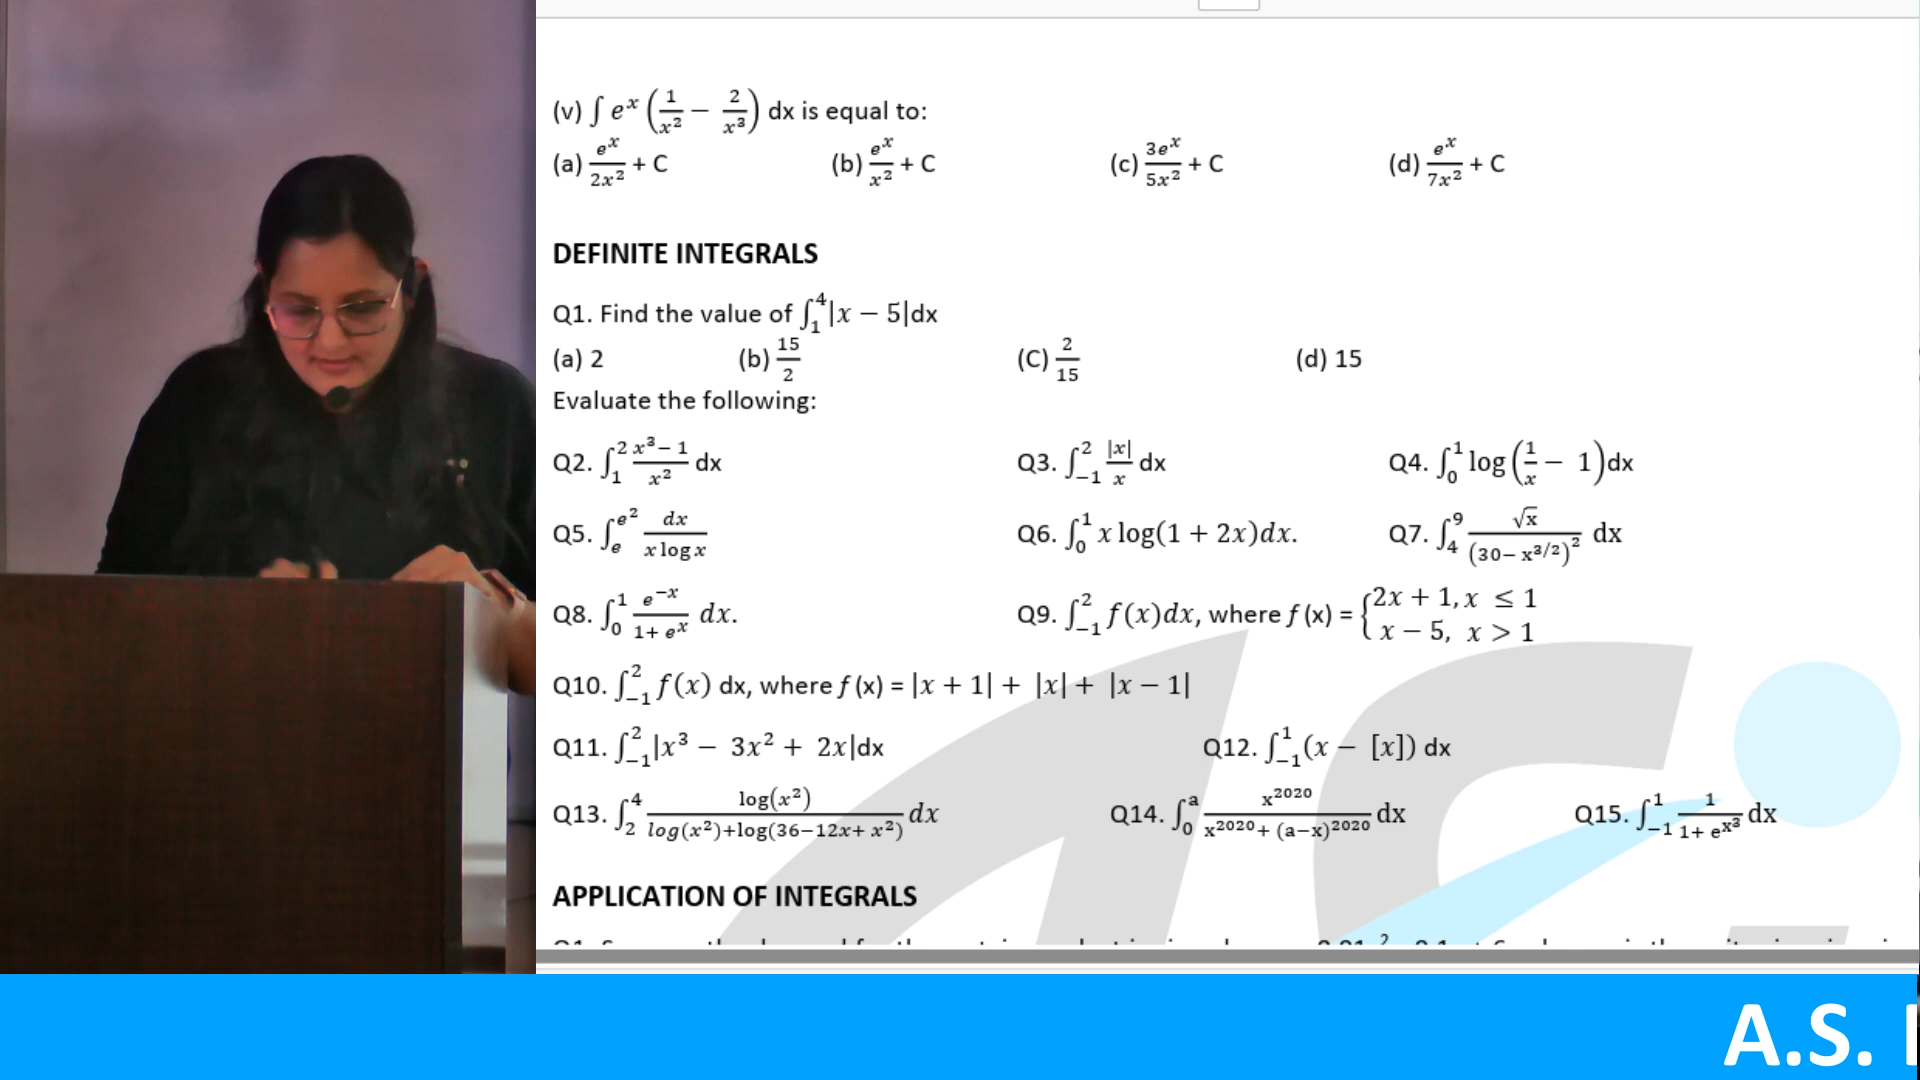 (v) ∫ eˣ (1/x² − 2/x³) dx is equal to:
(a) eˣ/2x² + C (b) eˣ/x² + C (c) 3eˣ/5x² + C (d) eˣ/7x² + C
DEFINITE INTEGRALS
Q1. Find the value of ∫₁⁴|x − 5|dx
(a) 2 (b) 15/2 (C) 2/15 (d) 15
Evaluate the following:
Q2. ∫₁² (x³ − 1)/x² dx Q3. ∫₋₁² |x|/x dx Q4. ∫₀¹ log(1/x − 1)dx
Q5. ∫ₑ^(e²) dx/(x log x) Q6. ∫₀¹ x log(1 + 2x)dx. Q7. ∫₄⁹ √x/(30− x^(3/2))² dx
Q8. ∫₀¹ e⁻ˣ/(1+ eˣ) dx. Q9. ∫₋₁² f(x)dx, where f (x) = {2x + 1, x ≤ 1
x − 5, x > 1
Q10. ∫₋₁² f(x) dx, where f (x) = |x + 1| + |x| + |x − 1|
Q11. ∫₋₁²|x³ − 3x² + 2x|dx Q12. ∫₋₁¹(x − [x]) dx
Q13. ∫₂⁴ log(x²)/(log(x²)+log(36−12x+ x²)) dx Q14. ∫₀ᵃ x²⁰²⁰/(x²⁰²⁰+ (a−x)²⁰²⁰) dx Q15. ∫₋₁¹ 1/(1+ e^(x³)) dx
APPLICATION OF INTEGRALS
A.S.